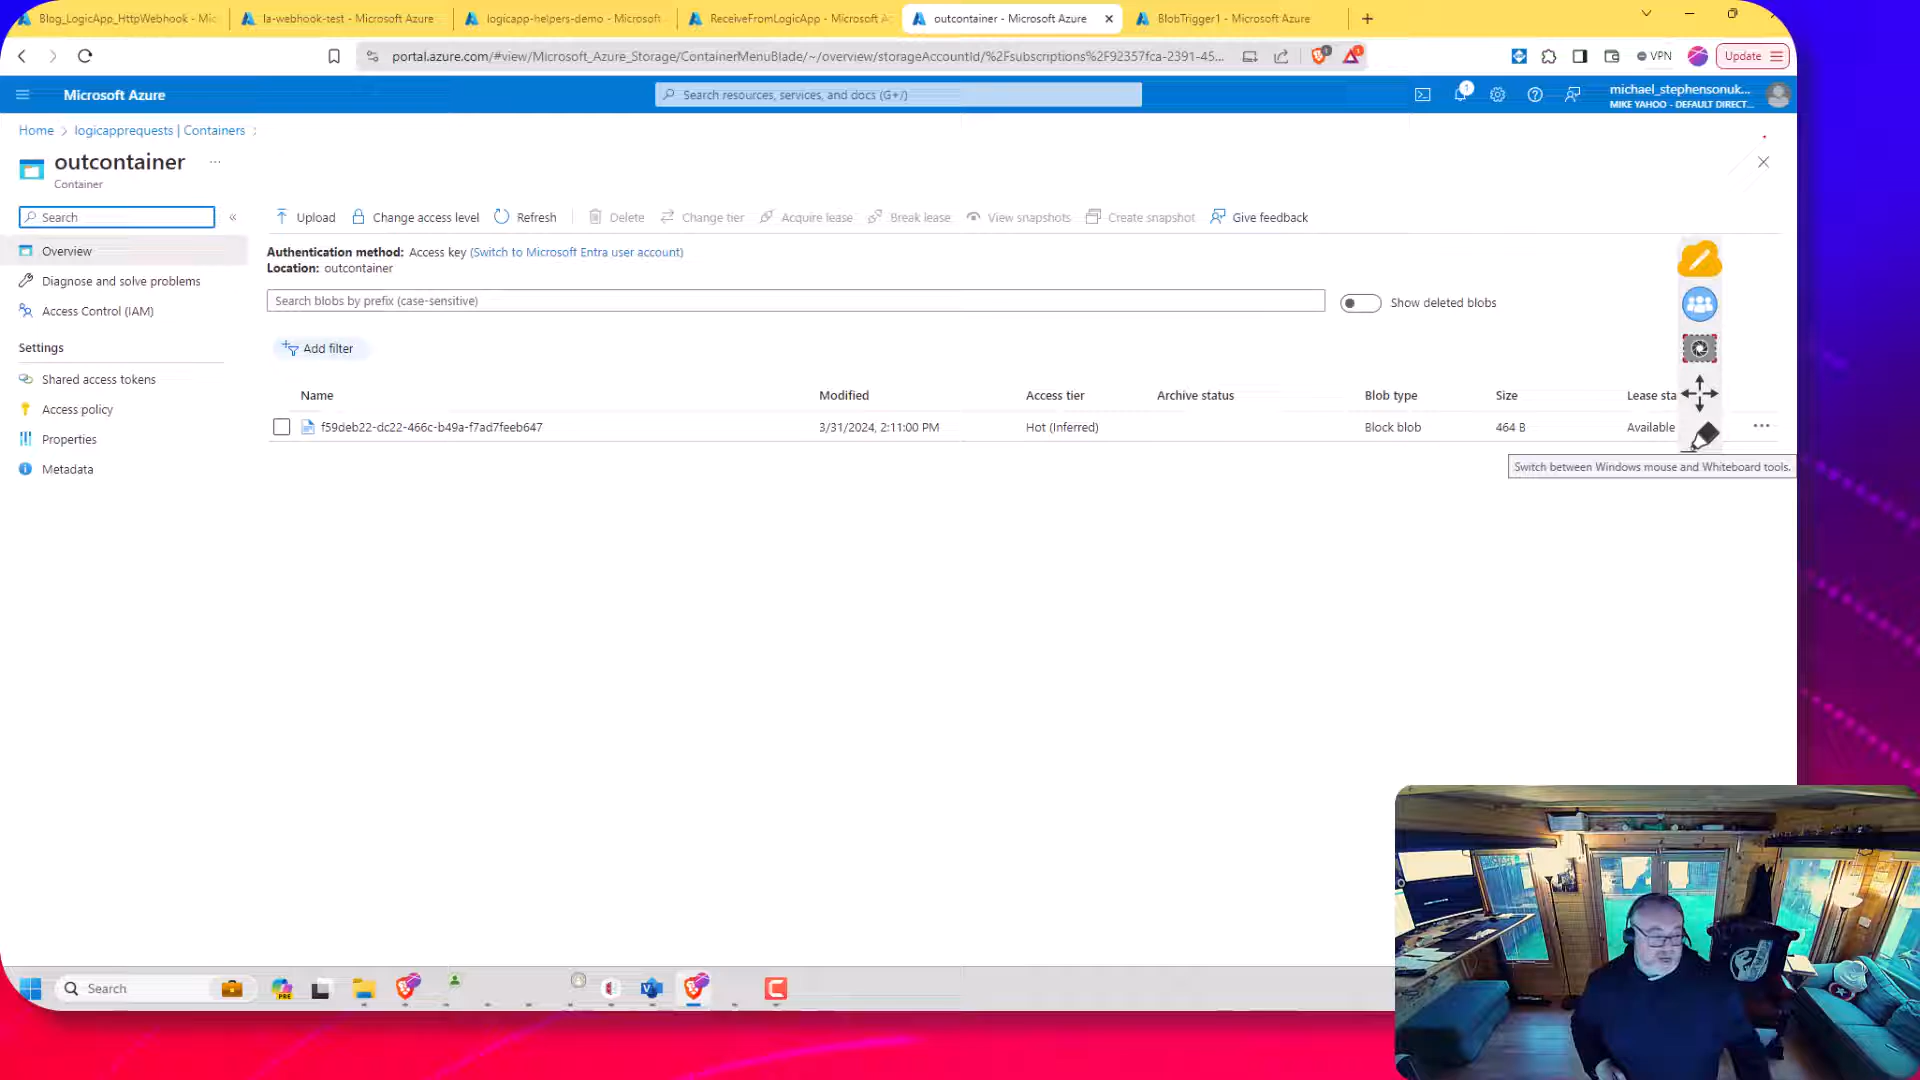 Blog_LogicApp_HttpWebhook - Mic
la-webhook-test - Microsoft Azure
logicapp-helpers-demo - Microsoft
ReceiveFromLogicApp - Microsoft Az
outcontainer - Microsoft Azure
BlobTrigger1 - Microsoft Azure
portal.azure.com/#view/Microsoft_Azure_Storage/ContainerMenuBlade/~/overview/storageAccountId/%2Fsubscriptions%2F92357fca-2391-45...
VPN
Update
Microsoft Azure
Search resources, services, and docs (G+/)
1
michael_stephensonuk...
MIKE YAHOO - DEFAULT DIRECT...
Home > logicapprequests | Containers >
outcontainer ...
Container
Search
Upload
Change access level
Refresh
Delete
Change tier
Acquire lease
Break lease
View snapshots
Create snapshot
Give feedback
Overview
Diagnose and solve problems
Access Control (IAM)
Settings
Shared access tokens
Access policy
Properties
Metadata
Authentication method: Access key (Switch to Microsoft Entra user account)
Location: outcontainer
Search blobs by prefix (case-sensitive)
Show deleted blobs
Add filter
Name Modified Access tier Archive status Blob type Size Lease sta
f59deb22-dc22-466c-b49a-f7ad7feeb647 3/31/2024, 2:11:00 PM Hot (Inferred) Block blob 464 B Available ...
Switch between Windows mouse and Whiteboard tools.
Search
PRE